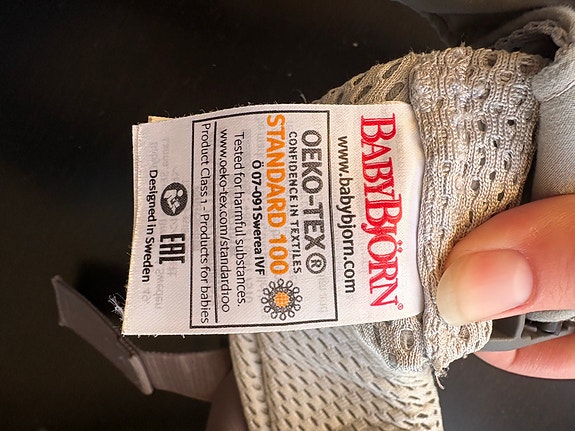 BABYBJÖRN®
www.babybjorn.com
OEKO-TEX®
CONFIDENCE IN TEXTILES
STANDARD 100
Ö 07-091 Swerea IVF
Tested for harmful substances.
www.oeko-tex.com/standard100
Product Class 1 - Products for babies
EAC
Designed in Sweden